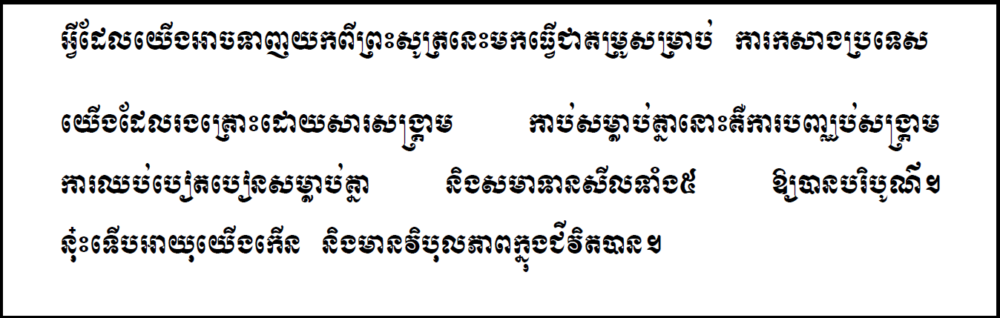 អ្វីដែលយើងអាចទាញយកពីព្រះសូត្រនេះមកធ្វើជាគម្រូសម្រាប់ ការកសាងប្រទេស
យើងដែលរងគ្រោះដោយសារសង្គ្រាម កាប់សម្លាប់គ្នានោះគឺការបញ្ឈប់សង្គ្រាម
ការឈប់បៀតបៀនសម្លាប់គ្នា និងសមាទានសីលទាំង៥ ឱ្យបានបរិបូណ៌។
នុ៎ះទើបអាយុយើងកើន និងមានវិបុលភាពក្នុងជីវិតបាន។